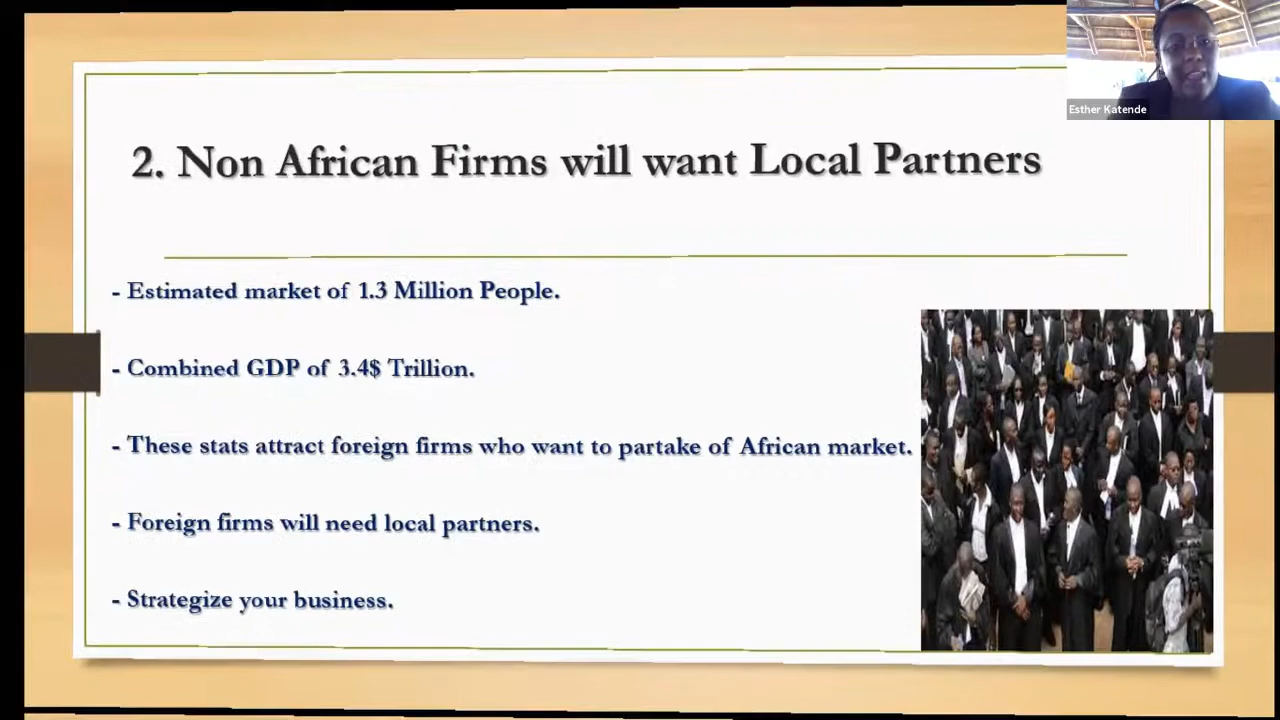 Esther Katende
2. Non African Firms will want Local Partners
- Estimated market of 1.3 Million People.
- Combined GDP of 3.4$ Trillion.
- These stats attract foreign firms who want to partake of African market.
- Foreign firms will need local partners.
- Strategize your business.